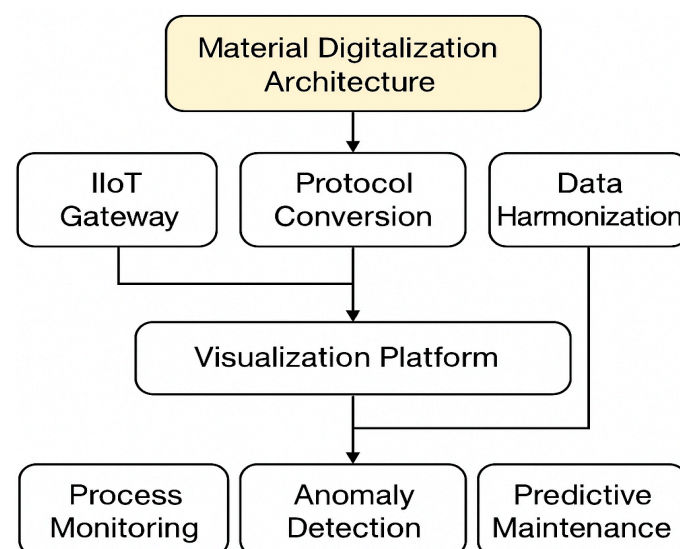 Material Digitalization
Architecture
IIoT
Gateway
Protocol
Conversion
Data
Harmonization
Visualization Platform
Process
Monitoring
Anomaly
Detection
Predictive
Maintenance